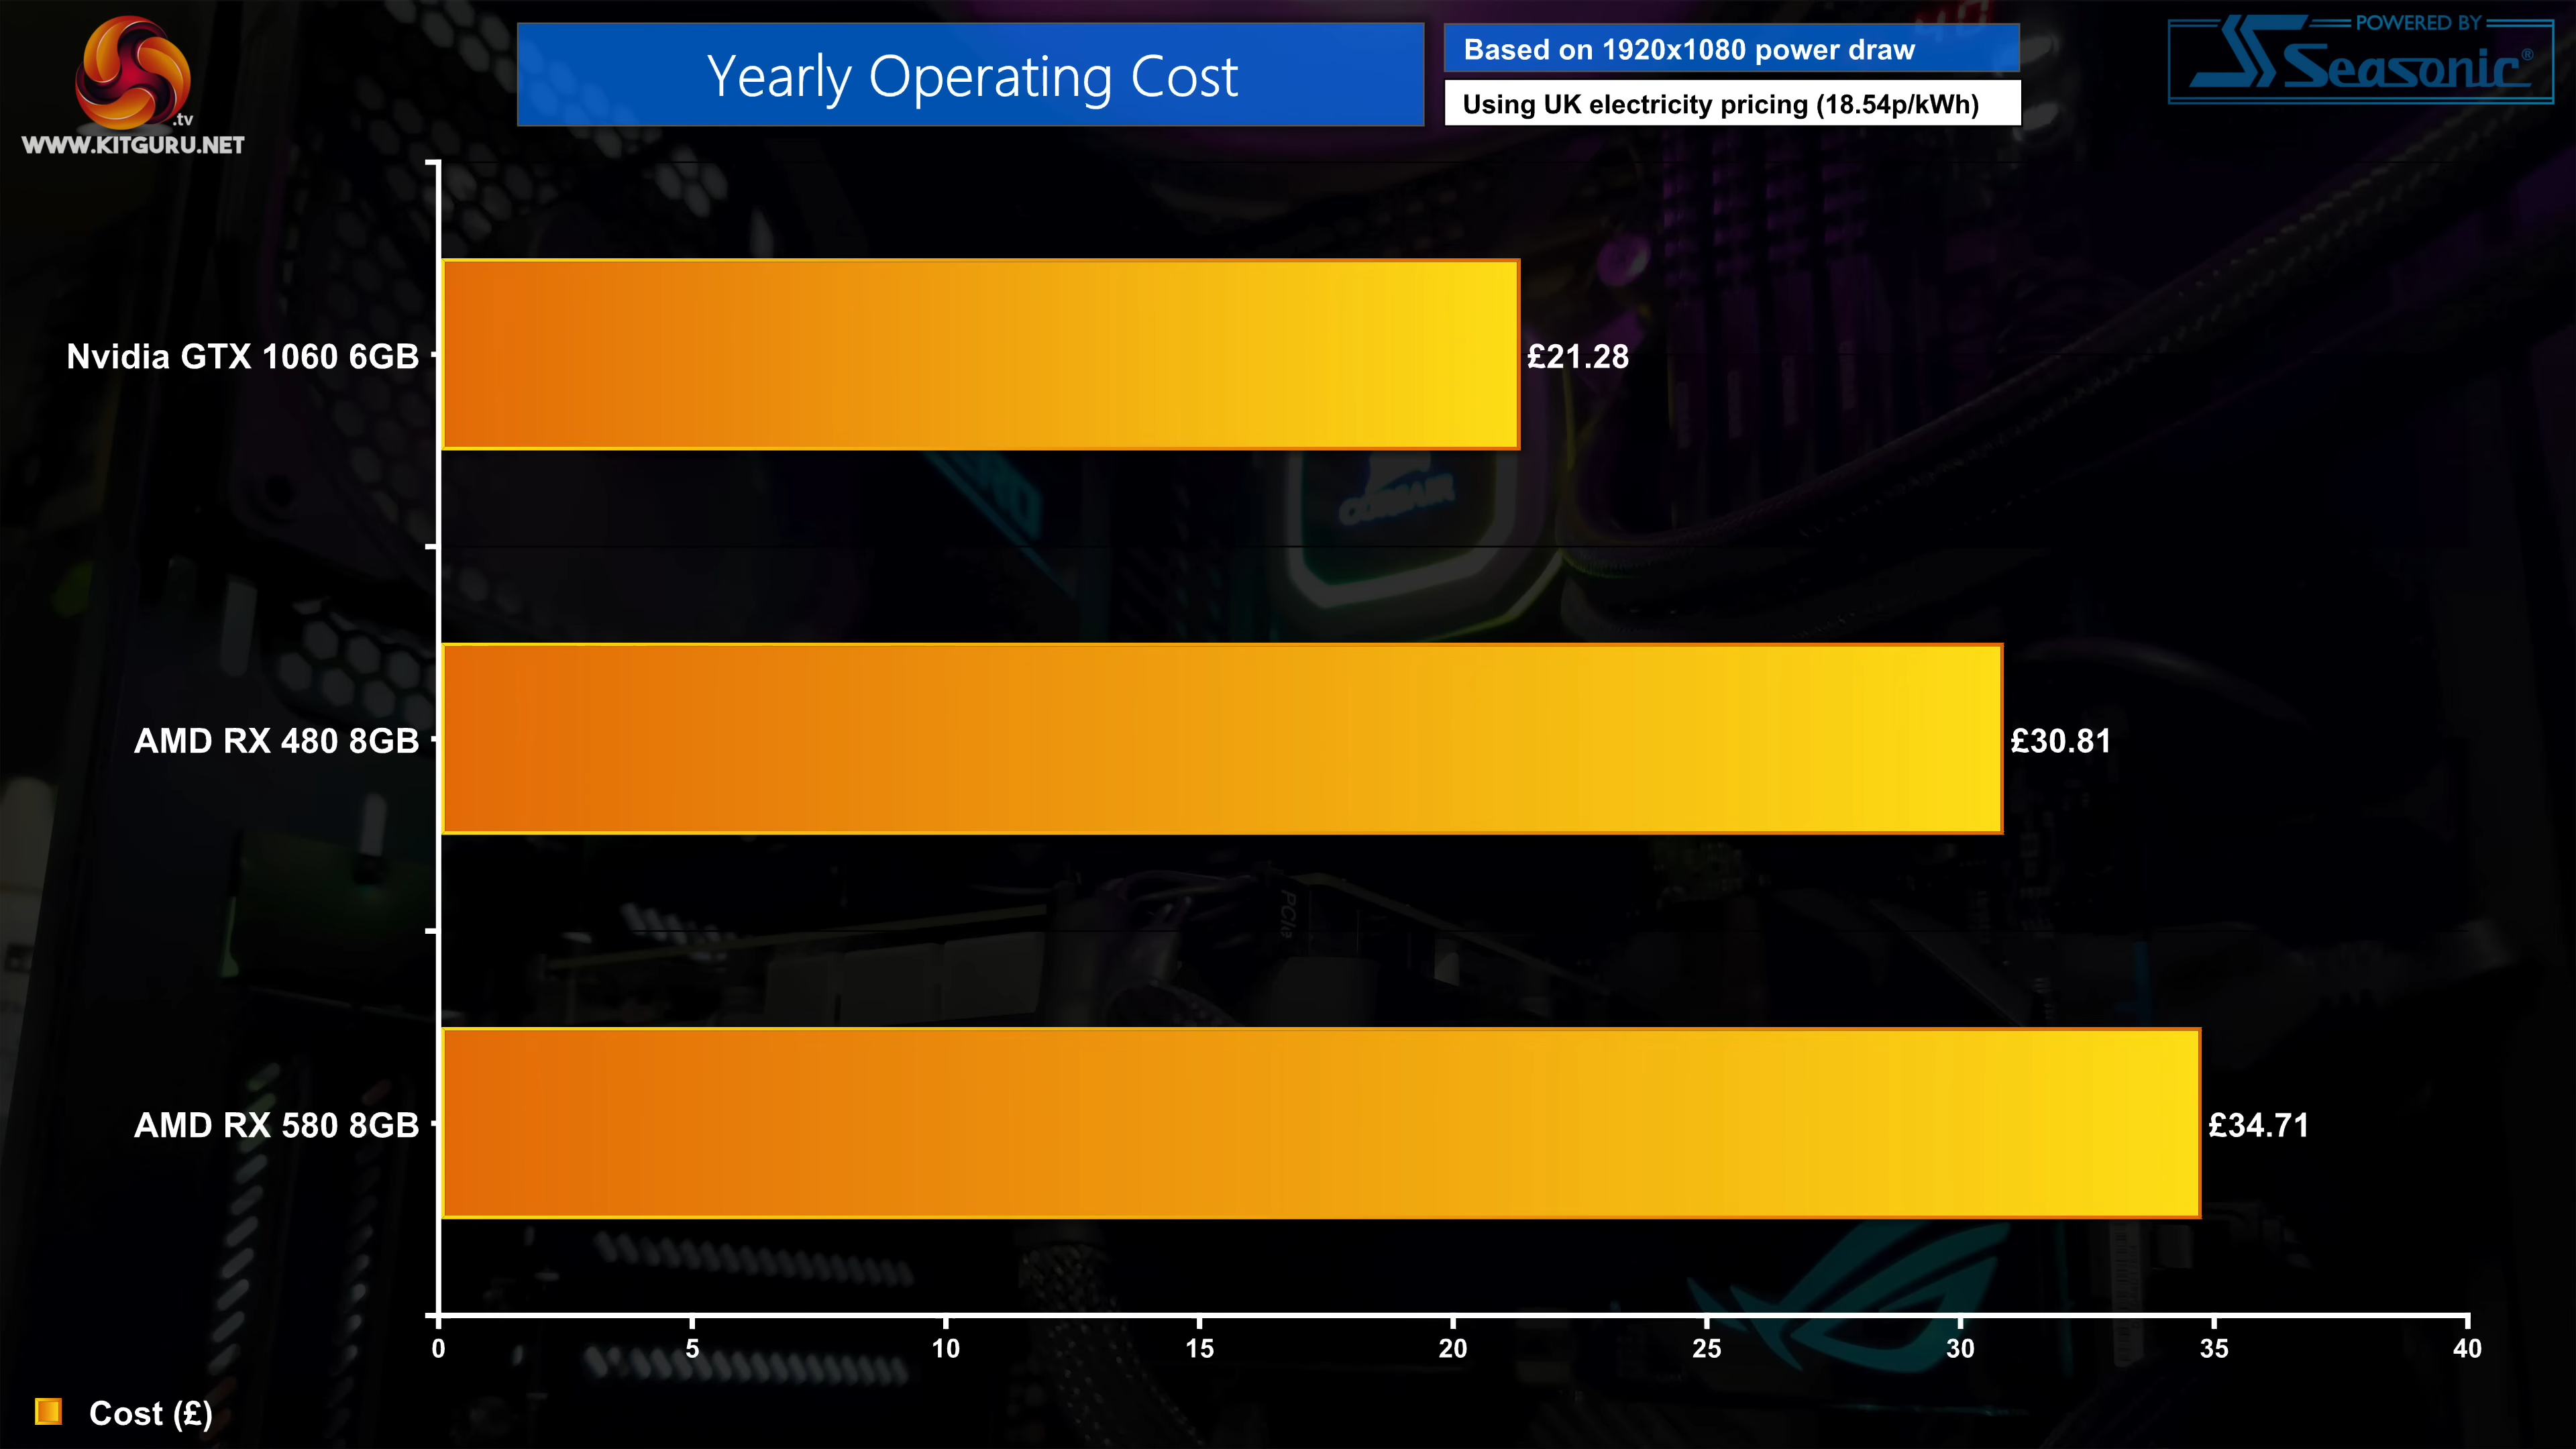 .tv
WWW.KITGURU.NET
Yearly Operating Cost
Based on 1920x1080 power draw
Using UK electricity pricing (18.54p/kWh)
POWERED BY
Seasonic®
Nvidia GTX 1060 6GB
£21.28
CORSAIR
AMD RX 480 8GB
£30.81
PCIe
AMD RX 580 8GB
£34.71
0 5 10 15 20 25 30 35 40
Cost (£)